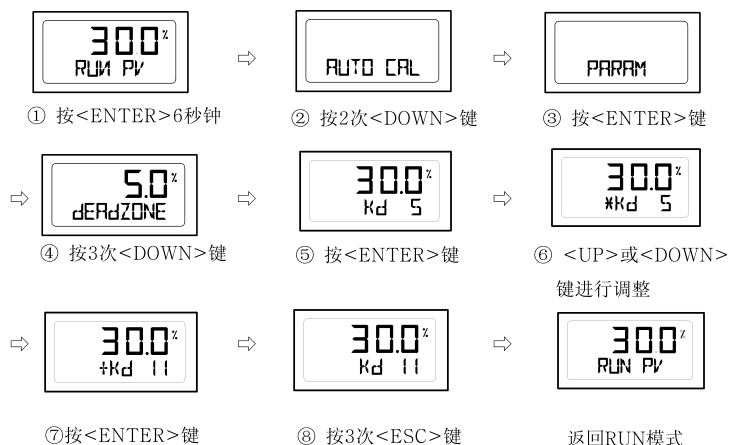 30.0%
RUN PV
⇨
AUTO CAL
⇨
PARAM
① 按<ENTER>6秒钟
② 按2次<DOWN>键
③ 按<ENTER>键
⇨
5.0%
dEAdZONE
⇨
30.0%
Kd 5
⇨
30.0%
*Kd 5
④ 按3次<DOWN>键
⑤ 按<ENTER>键
⑥ <UP>或<DOWN>
键进行调整
⇨
30.0%
+Kd 11
⇨
30.0%
Kd 11
⇨
30.0%
RUN PV
⑦按<ENTER>键
⑧ 按3次<ESC>键
返回RUN模式